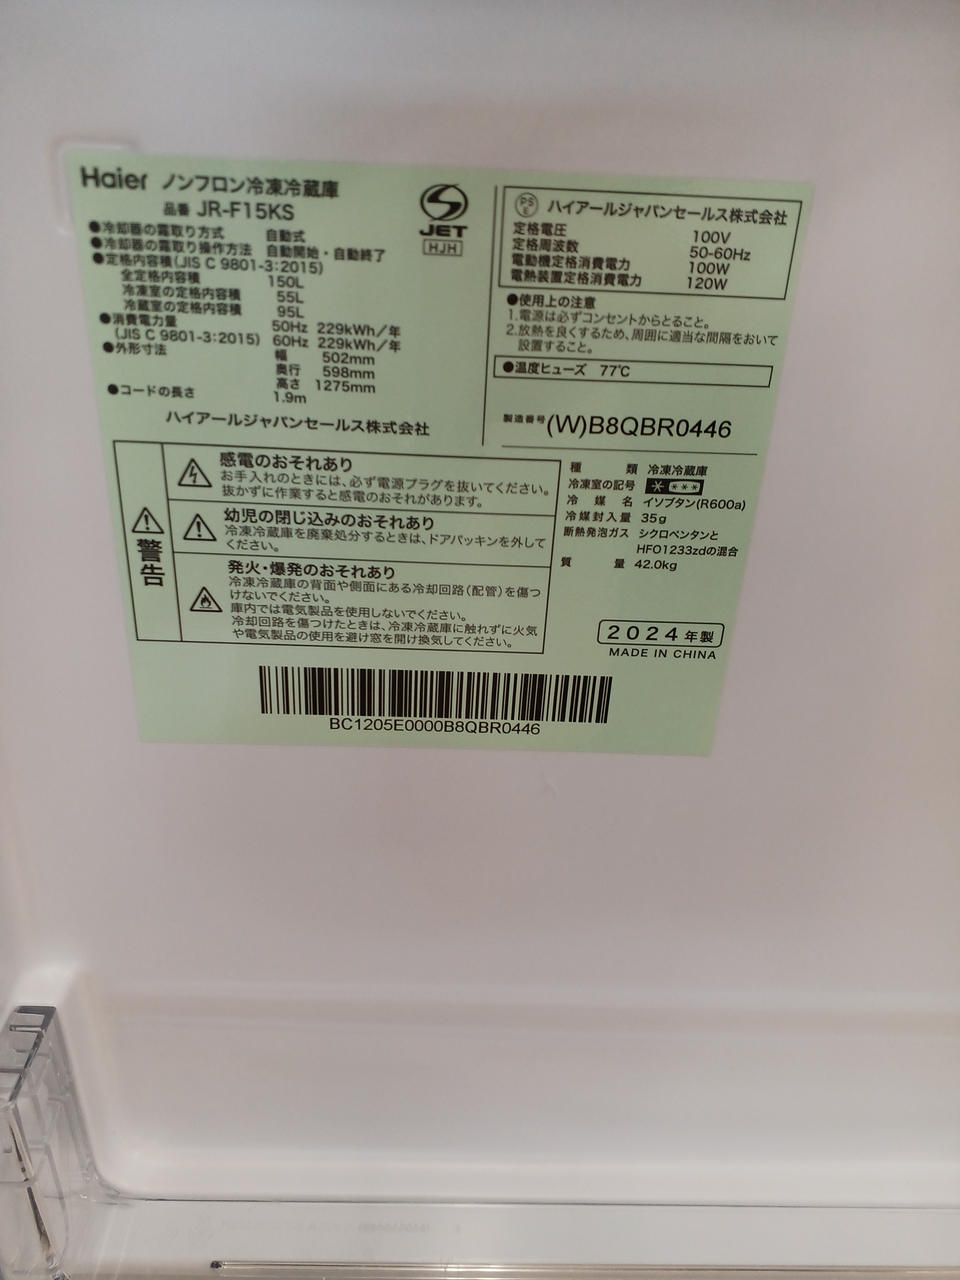 Haier ノンフロン冷凍冷蔵庫
品番 JR-F15KS
●冷却器の霜取り方式 自動式
●冷却器の霜取り操作方法 自動開始・自動終了
●定格内容積(JIS C 9801-3:2015)
全定格内容積 150L
冷凍室の定格内容積 55L
冷蔵室の定格内容積 95L
●消費電力量 50Hz 229kWh/年
(JIS C 9801-3:2015) 60Hz 229kWh/年
●外形寸法 幅 502mm
奥行 598mm
高さ 1275mm
●コードの長さ 1.9m
ハイアールジャパンセールス株式会社
JET
HJH
PS
E
ハイアールジャパンセールス株式会社
定格電圧 100V
定格周波数 50-60Hz
電動機定格消費電力 100W
電熱装置定格消費電力 120W
●使用上の注意
1.電源は必ずコンセントからとること。
2.放熱を良くするため、周囲に適当な間隔をおいて
設置すること。
●温度ヒューズ 77℃
製造番号 (W)B8QBR0446
警告
感電のおそれあり
お手入れのときには、必ず電源プラグを抜いてください。
抜かずに作業すると感電のおそれがあります。
幼児の閉じ込みのおそれあり
冷凍冷蔵庫を廃棄処分するときは、ドアパッキンを外して
ください。
発火・爆発のおそれあり
冷凍冷蔵庫の背面や側面にある冷却回路(配管)を傷つ
けないでください。
庫内では電気製品を使用しないでください。
冷却回路を傷つけたときは、冷凍冷蔵庫に触れずに火気
や電気製品の使用を避け窓を開け換気してください。
種類 冷凍冷蔵庫
冷凍室の記号 * ***
冷媒名 イソブタン(R600a)
冷媒封入量 35g
断熱発泡ガス シクロペンタンと
HFO1233zdの混合
質量 42.0kg
2024年製
MADE IN CHINA
BC1205E0000B8QBR0446